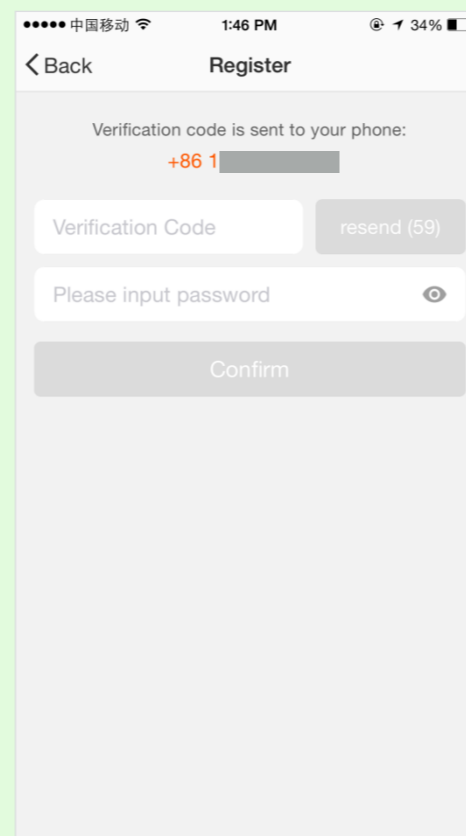 中国移动 1:46 PM 34%
Back Register
Verification code is sent to your phone:
+86 1
Verification Code resend (59)
Please input password
Confirm